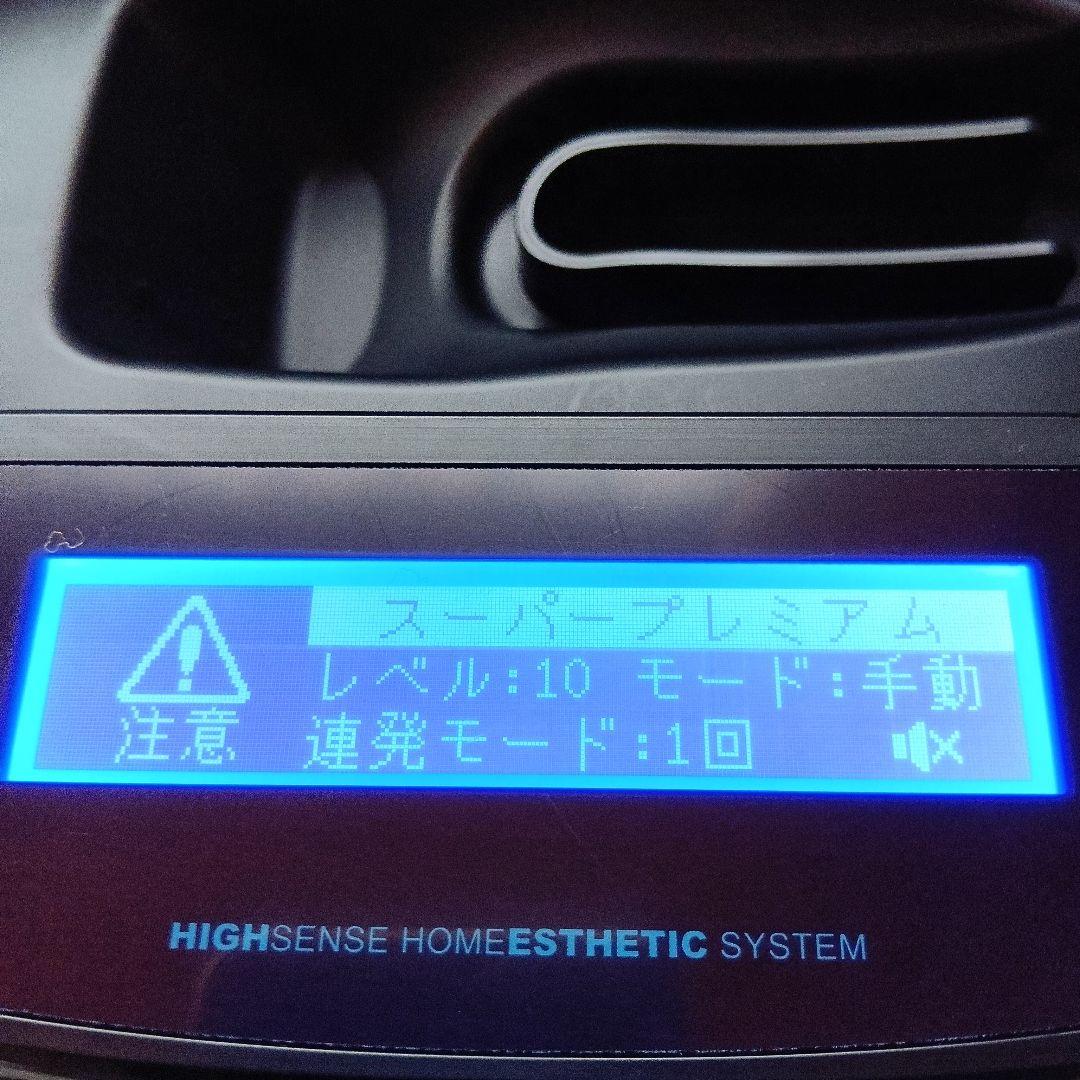 スーパープレミアム
レベル:10 モード:手動
注意 連発モード:1回
HIGHSENSE HOMEESTHETIC SYSTEM